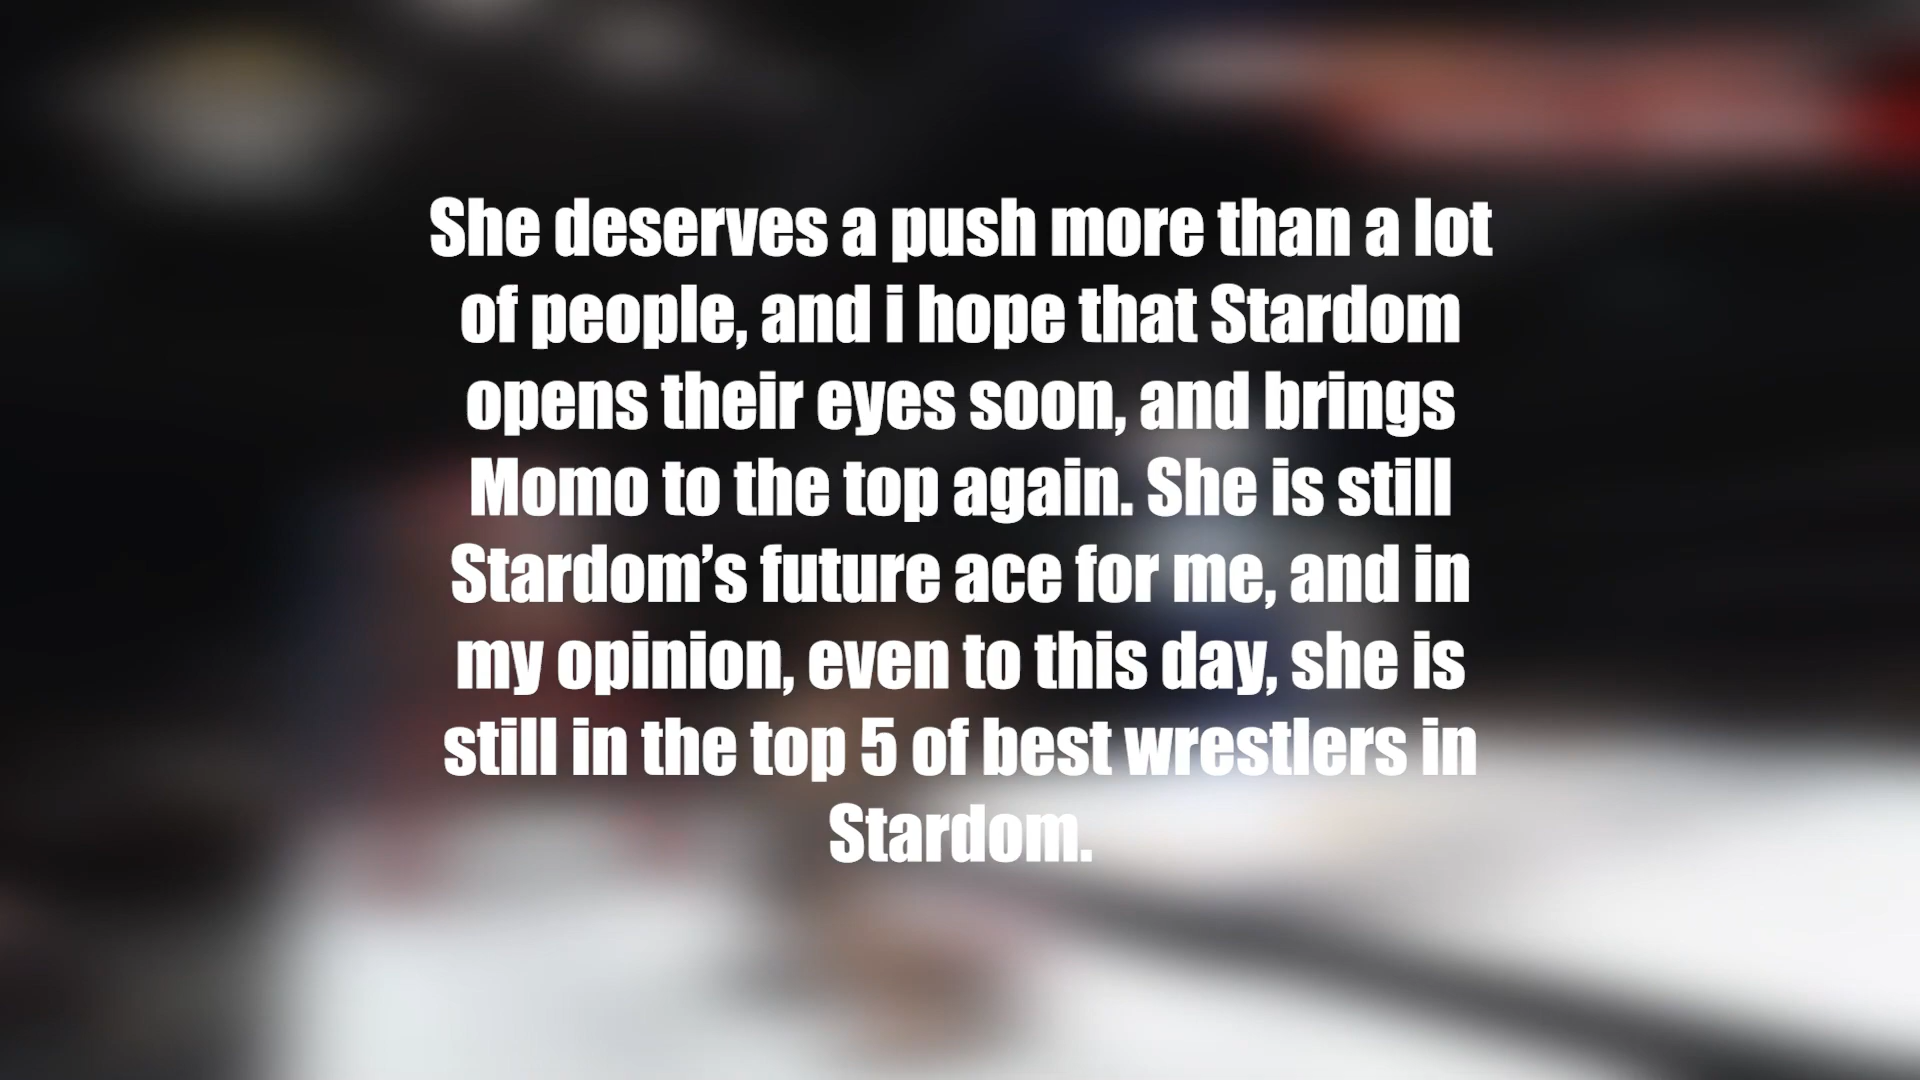 She deserves a push more than a lot
of people, and i hope that Stardom
opens their eyes soon, and brings
Momo to the top again. She is still
Stardom’s future ace for me, and in
my opinion, even to this day, she is
still in the top 5 of best wrestlers in
Stardom.